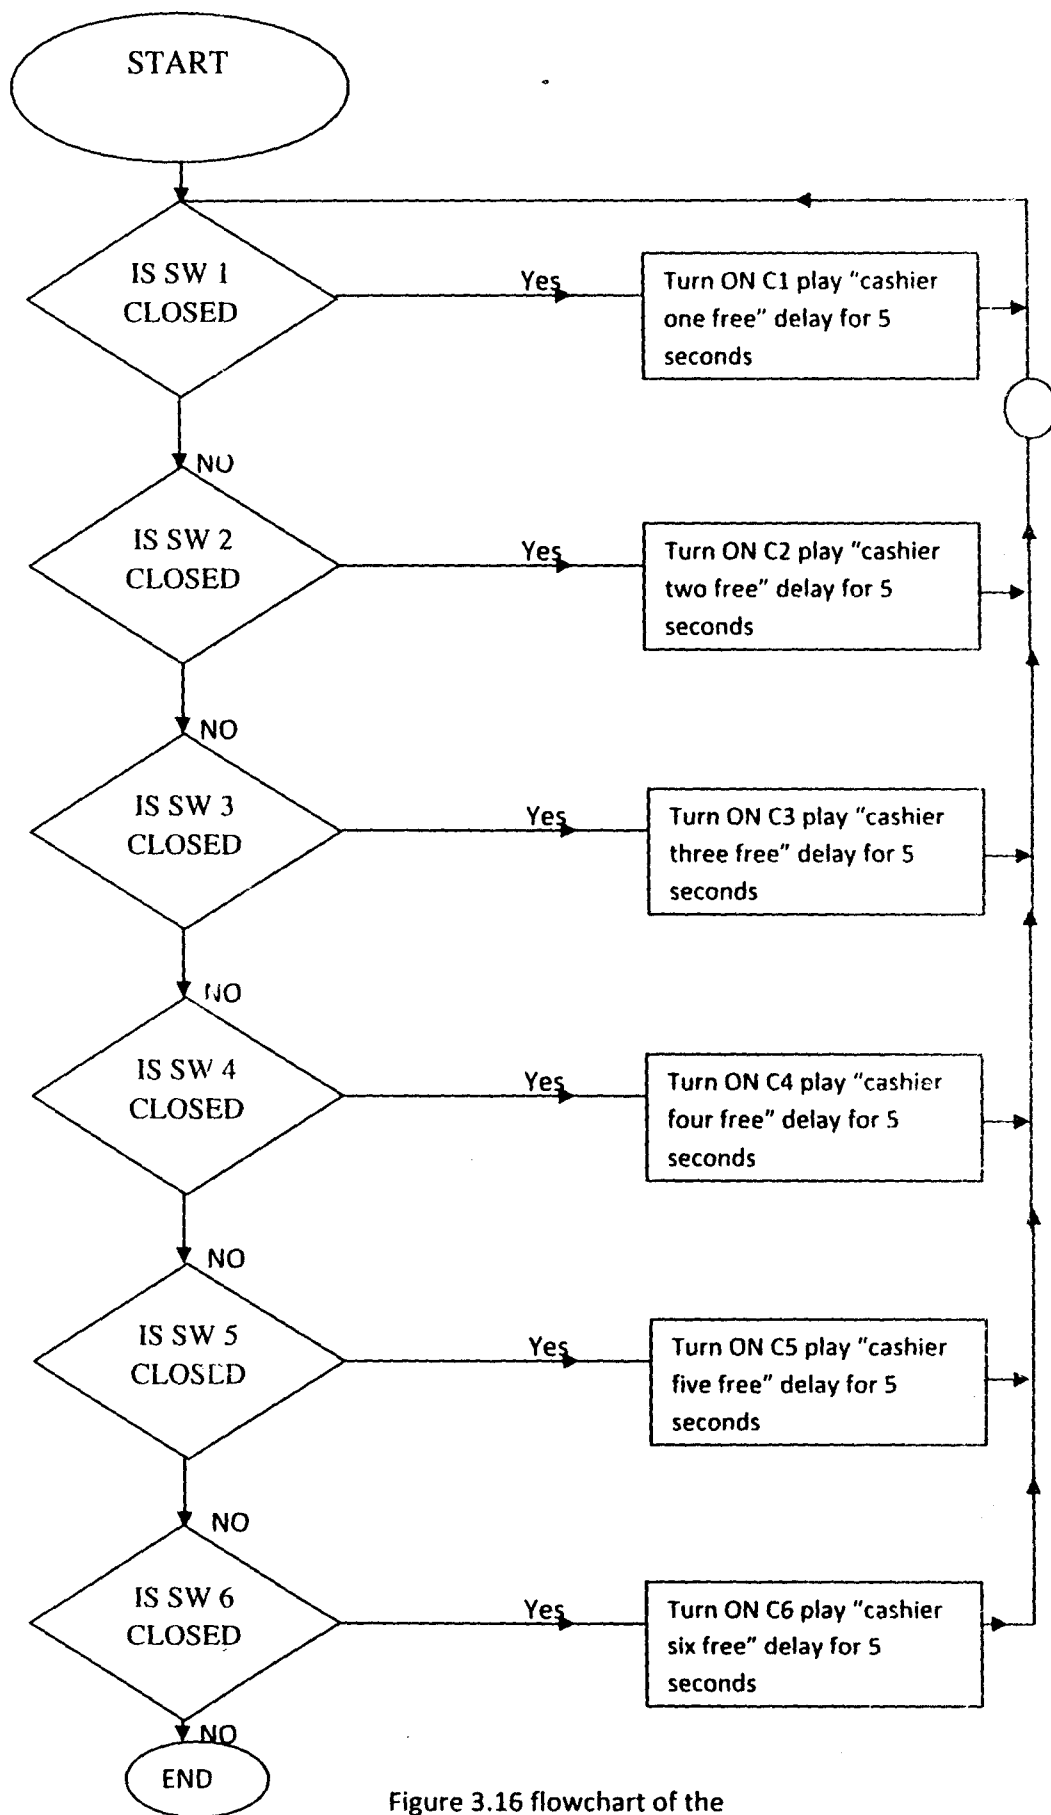 START
IS SW 1
CLOSED
Yes
Turn ON C1 play "cashier
one free" delay for 5
seconds
NO
IS SW 2
CLOSED
Yes
Turn ON C2 play "cashier
two free" delay for 5
seconds
NO
IS SW 3
CLOSED
Yes
Turn ON C3 play "cashier
three free" delay for 5
seconds
NO
IS SW 4
CLOSED
Yes
Turn ON C4 play "cashier
four free" delay for 5
seconds
NO
IS SW 5
CLOSED
Yes
Turn ON C5 play "cashier
five free" delay for 5
seconds
NO
IS SW 6
CLOSED
Yes
Turn ON C6 play "cashier
six free" delay for 5
seconds
NO
END
Figure 3.16 flowchart of the